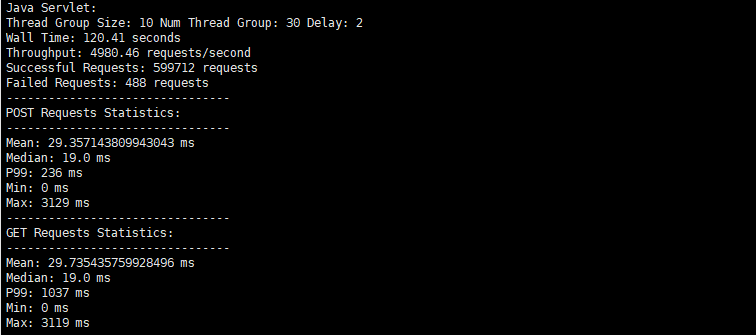 Java Servlet:
Thread Group Size: 10 Num Thread Group: 30 Delay: 2
Wall Time: 120.41 seconds
Throughput: 4980.46 requests/second
Successful Requests: 599712 requests
Failed Requests: 488 requests
--------------------------------
POST Requests Statistics:
--------------------------------
Mean: 29.357143809943043 ms
Median: 19.0 ms
P99: 236 ms
Min: 0 ms
Max: 3129 ms
--------------------------------
GET Requests Statistics:
--------------------------------
Mean: 29.735435759928496 ms
Median: 19.0 ms
P99: 1037 ms
Min: 0 ms
Max: 3119 ms